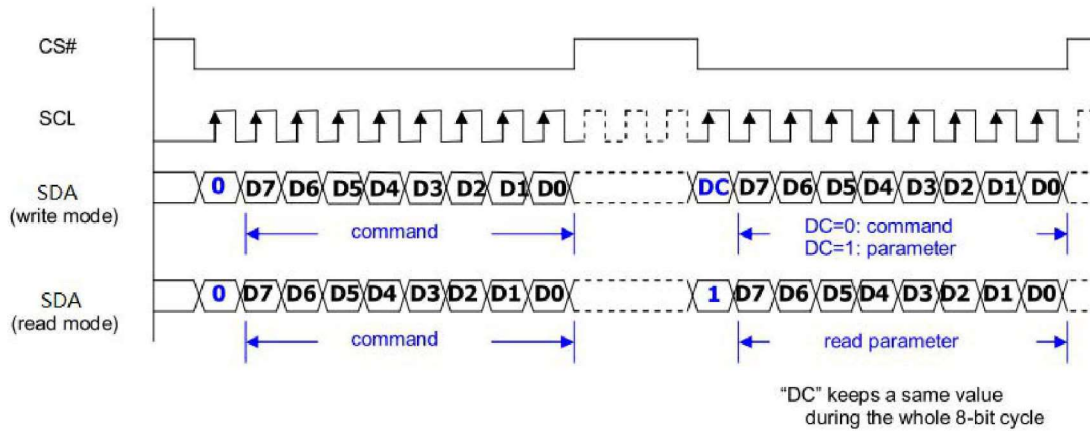 CS#
SCL
SDA
(write mode)
0 D7 D6 D5 D4 D3 D2 D1 D0 DC D7 D6 D5 D4 D3 D2 D1 D0
command
DC=0: command
DC=1: parameter
SDA
(read mode)
0 D7 D6 D5 D4 D3 D2 D1 D0 1 D7 D6 D5 D4 D3 D2 D1 D0
command
read parameter
“DC” keeps a same value
during the whole 8-bit cycle